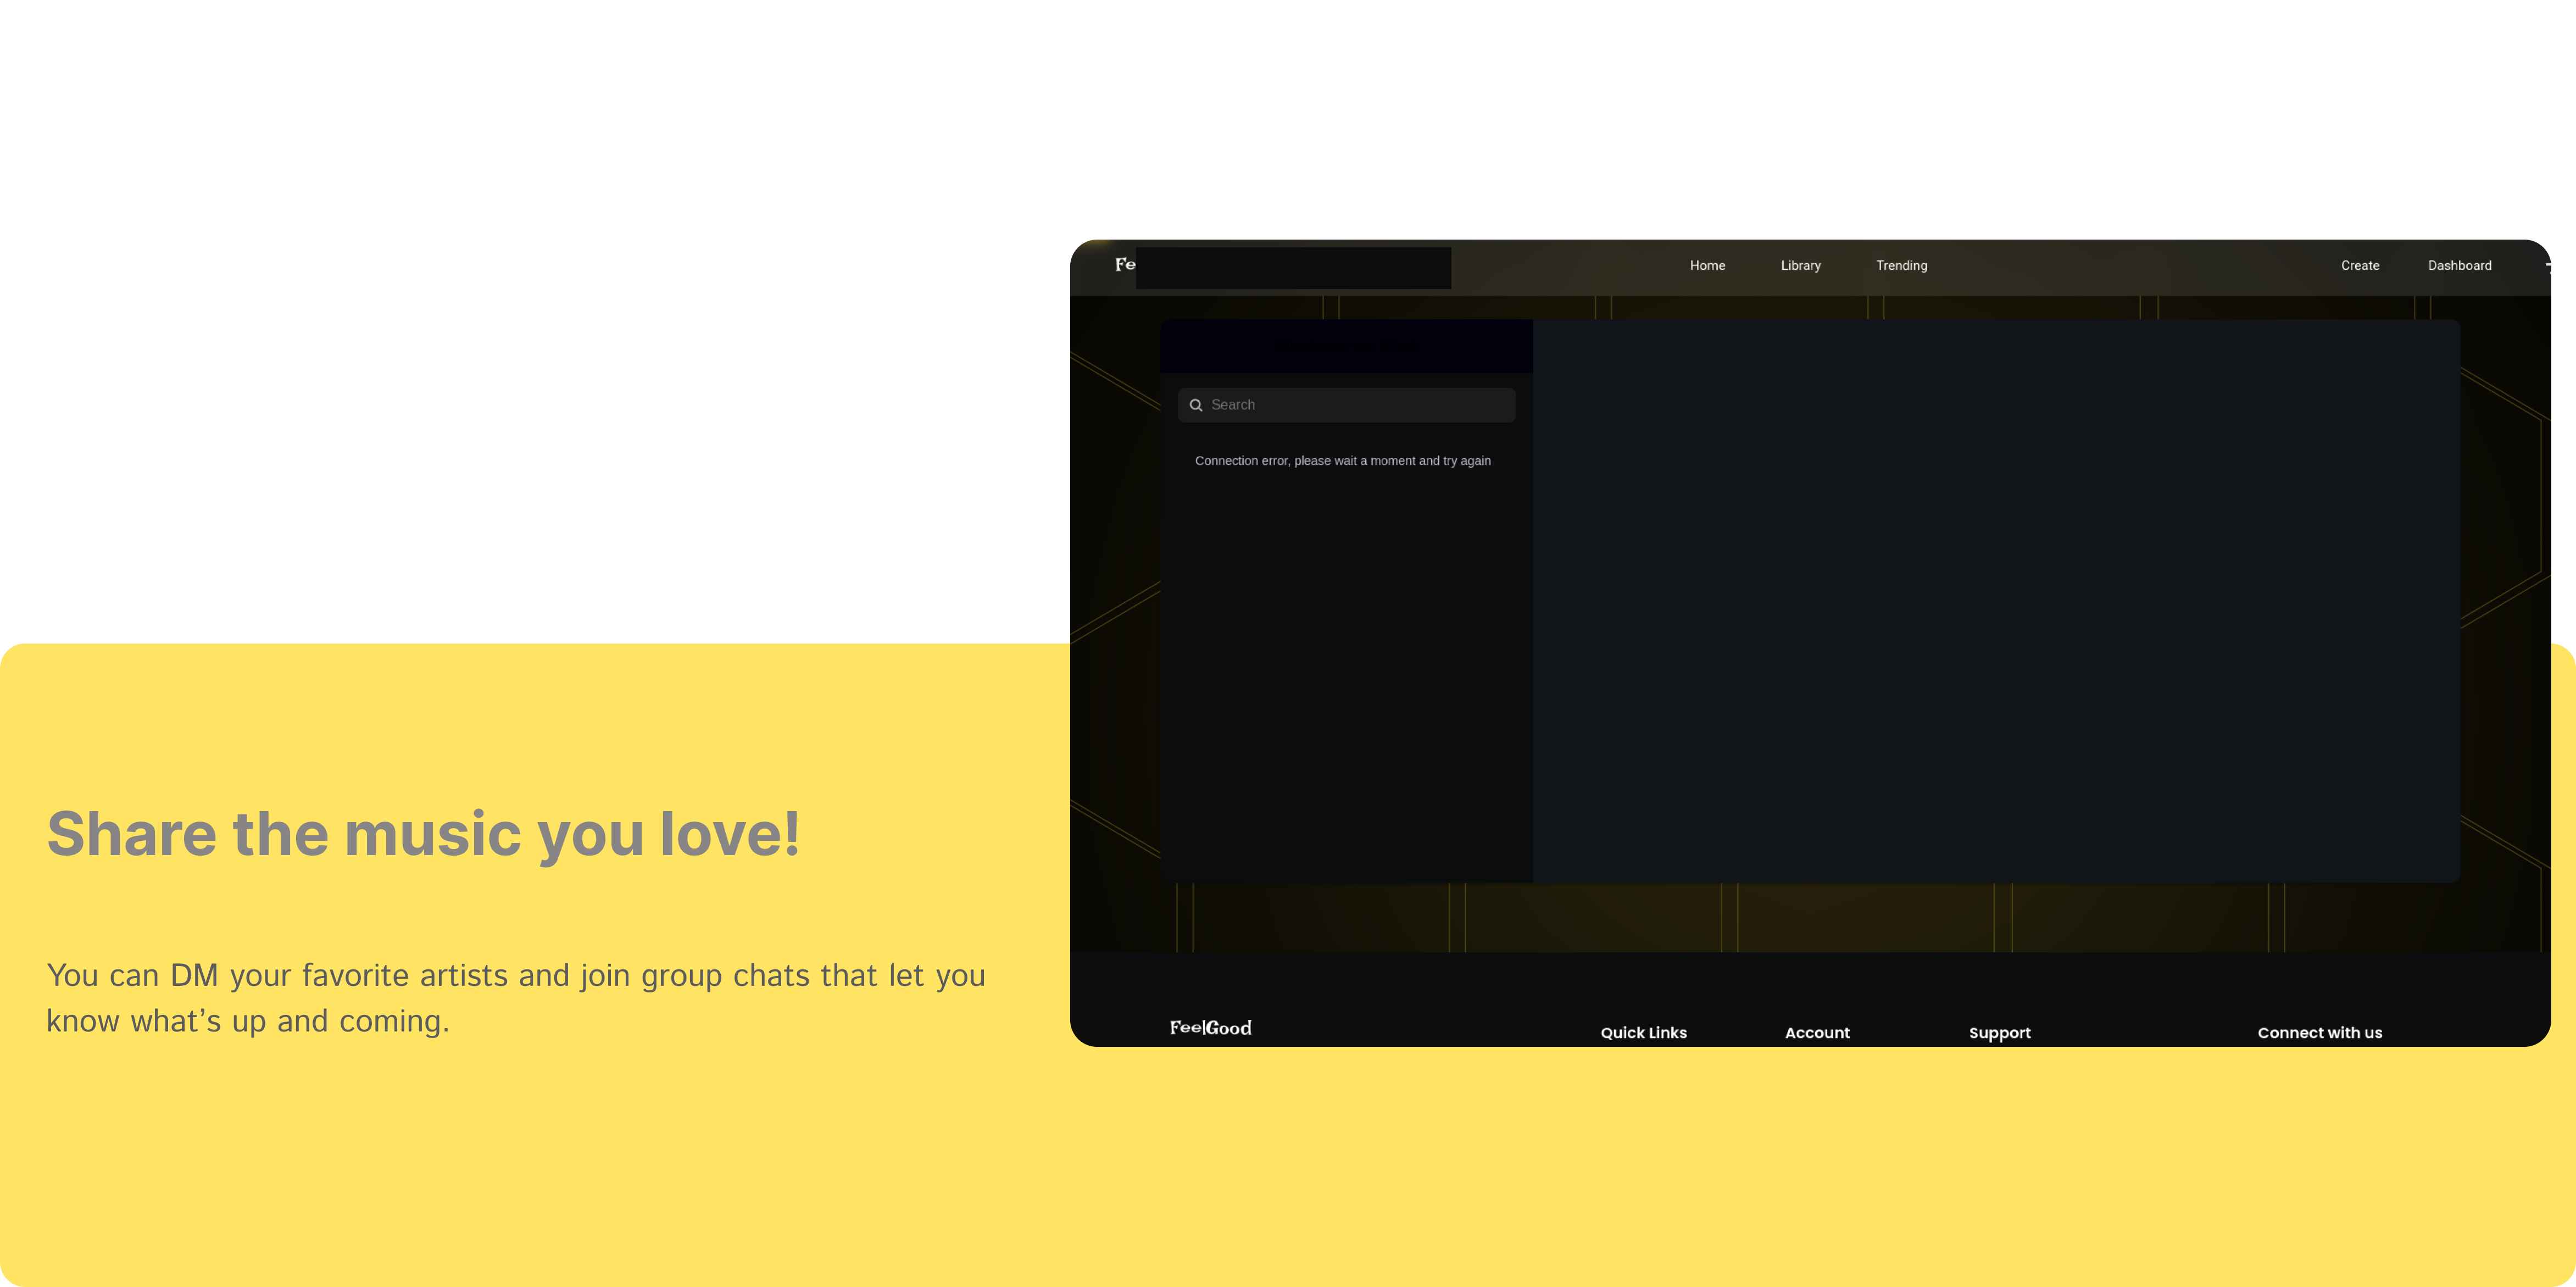 Fe
Home Library Trending Create Dashboard
Search
Connection error, please wait a moment and try again
Share the music you love!
You can DM your favorite artists and join group chats that let you
know what’s up and coming.
FeelGood Quick Links Account Support Connect with us